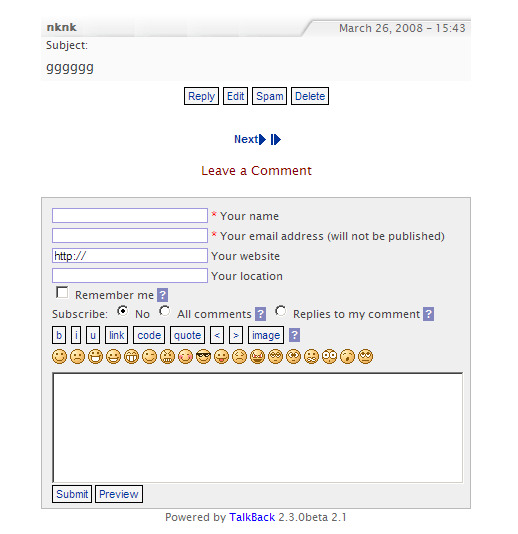 nknk March 26, 2008 – 15:43
Subject:
gggggg
Reply Edit Spam Delete
Next
Leave a Comment
* Your name
* Your email address (will not be published)
http:// Your website
Your location
Remember me ?
Subscribe: No All comments ? Replies to my comment ?
b i u link code quote < > image ?
Submit Preview
Powered by TalkBack 2.3.0beta 2.1